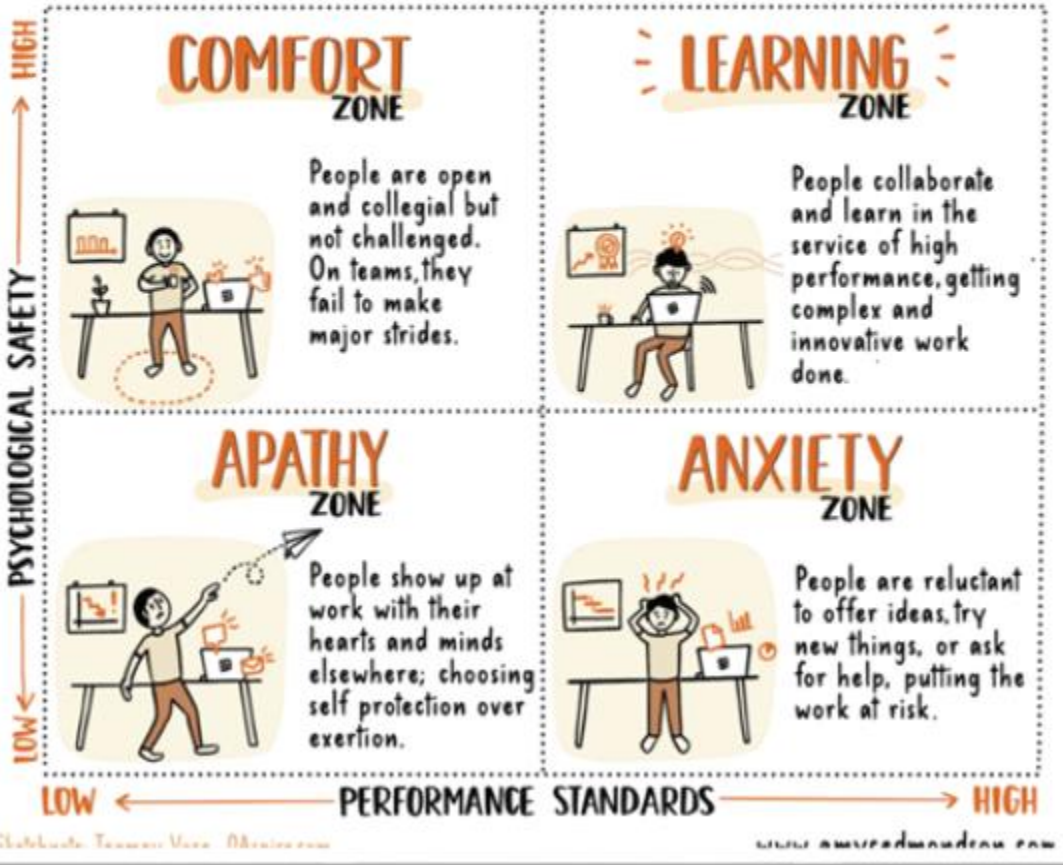 HIGH
COMFORT
ZONE
People are open
and collegial but
not challenged.
On teams, they
fail to make
major strides.
LEARNING
ZONE
People collaborate
and learn in the
service of high
performance, getting
complex and
innovative work
done.
PSYCHOLOGICAL SAFETY
APATHY
ZONE
People show up at
work with their
hearts and minds
elsewhere; choosing
self protection over
exertion.
ANXIETY
ZONE
People are reluctant
to offer ideas, try
new things, or ask
for help, putting the
work at risk.
LOW
LOW
PERFORMANCE STANDARDS
HIGH
www.amycedmondson.com